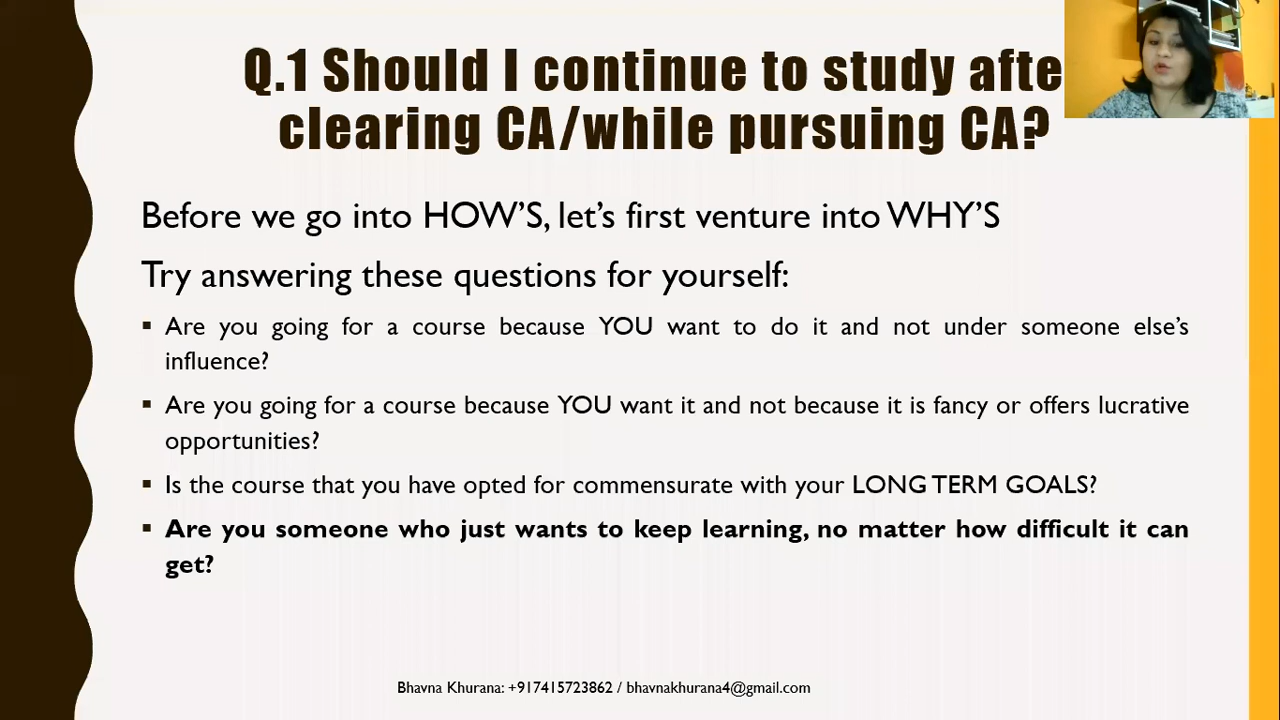 Q.1 Should I continue to study afte
clearing CA/while pursuing CA?
Before we go into HOW’S, let’s first venture into WHY’S
Try answering these questions for yourself:
▪ Are you going for a course because YOU want to do it and not under someone else’s
influence?
▪ Are you going for a course because YOU want it and not because it is fancy or offers lucrative
opportunities?
▪ Is the course that you have opted for commensurate with your LONG TERM GOALS?
▪ Are you someone who just wants to keep learning, no matter how difficult it can
get?
Bhavna Khurana: +917415723862 / bhavnakhurana4@gmail.com